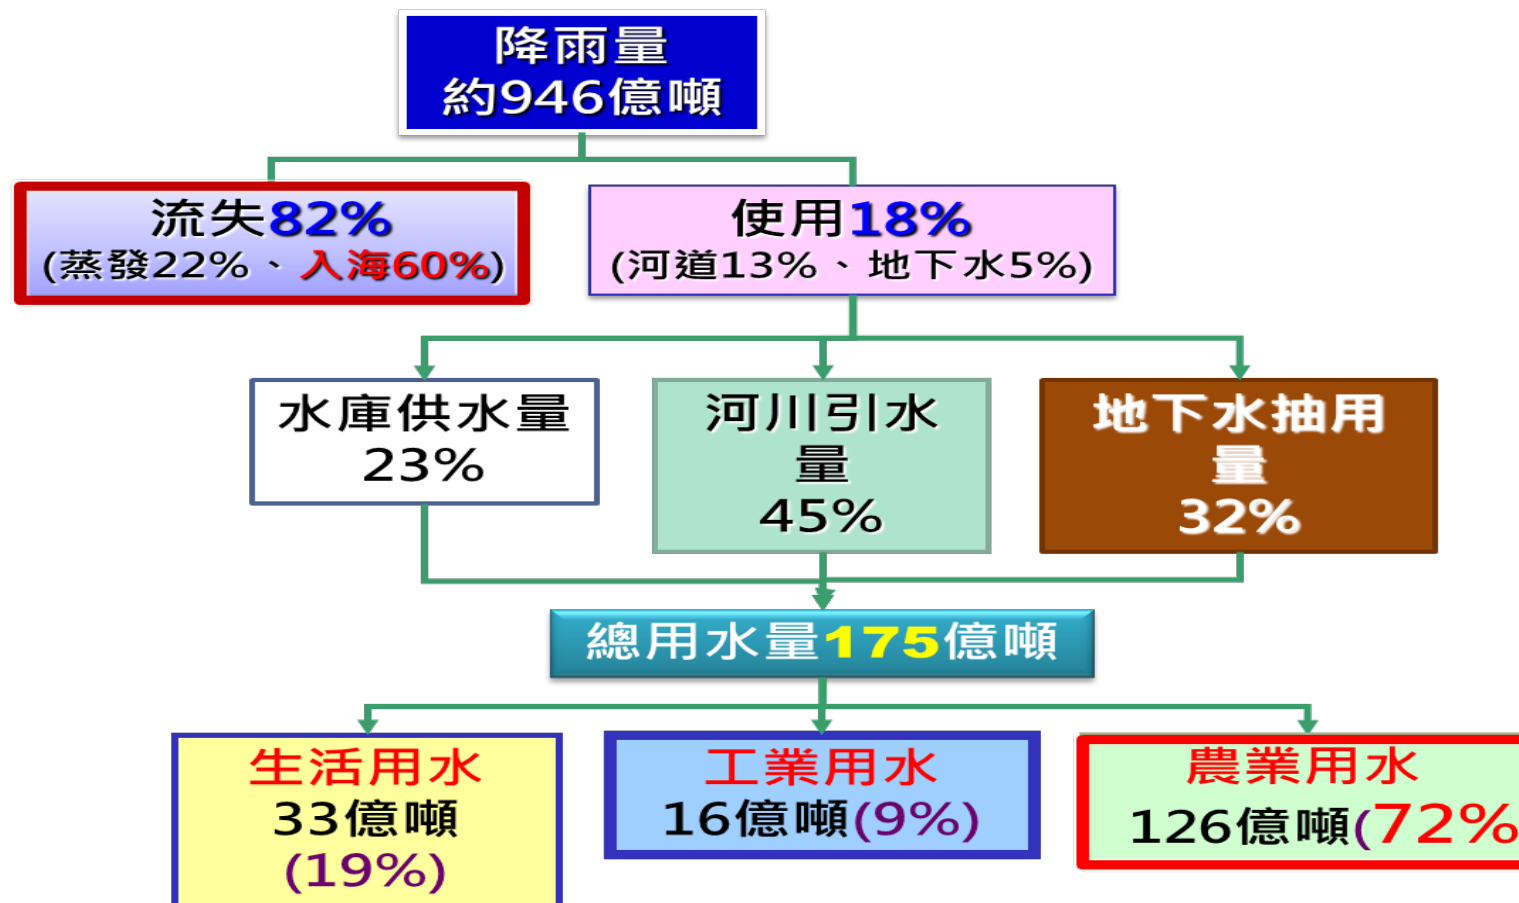 降雨量
約946億噸
流失82%
(蒸發22%、入海60%)
使用18%
(河道13%、地下水5%)
水庫供水量
23%
河川引水
量
45%
地下水抽用
量
32%
總用水量175億噸
生活用水
33億噸
(19%)
工業用水
16億噸(9%)
農業用水
126億噸(72%